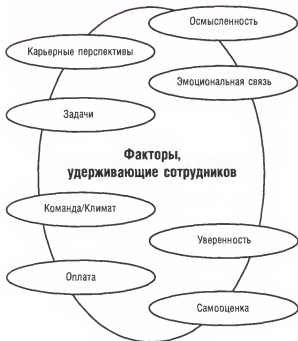 Осмысленность
Карьерные перспективы
Эмоциональная связь
Задачи
Факторы,
удерживающие сотрудников
Команда/Климат
Уверенность
Оплата
Самооценка